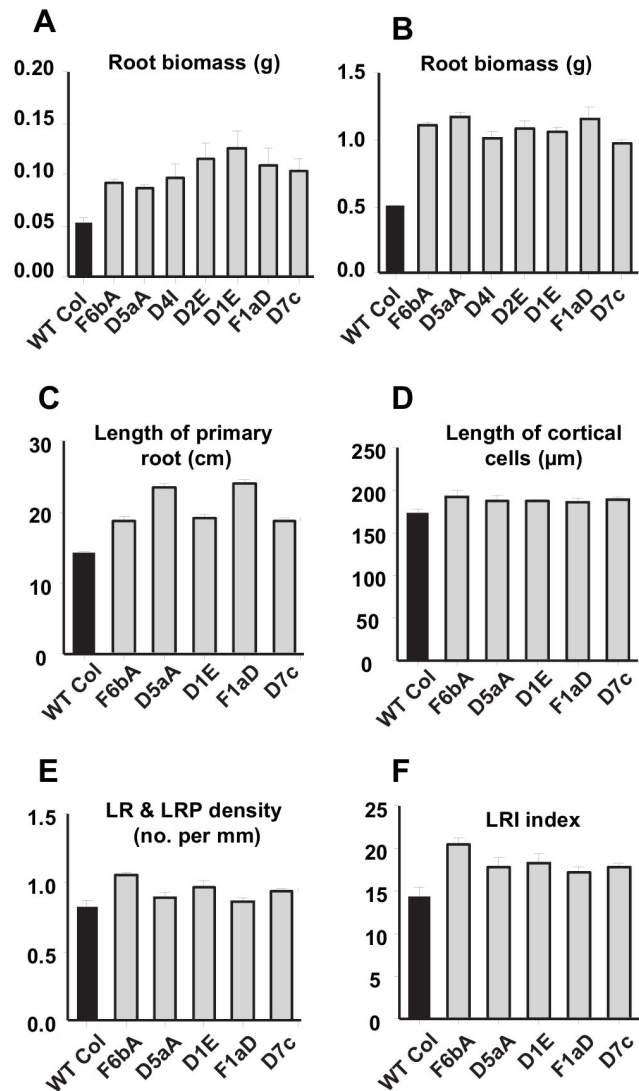 A
Root biomass (g)
0.20
0.15
0.10
0.05
0.00
WT Col
F6bA
D5aA
D4I
D2E
D1E
F1aD
D7c
B
Root biomass (g)
1.5
1.0
0.5
0.0
WT Col
F6bA
D5aA
D4I
D2E
D1E
F1aD
D7c
C
Length of primary
root (cm)
30
20
10
0
WT Col
F6bA
D5aA
D1E
F1aD
D7c
D
Length of cortical
cells (µm)
250
200
150
100
50
0
WT Col
F6bA
D5aA
D1E
F1aD
D7c
E
LR & LRP density
(no. per mm)
1.5
1.0
0.5
0.0
WT Col
F6bA
D5aA
D1E
F1aD
D7c
F
LRI index
25
20
15
10
5
0
WT Col
F6bA
D5aA
D1E
F1aD
D7c